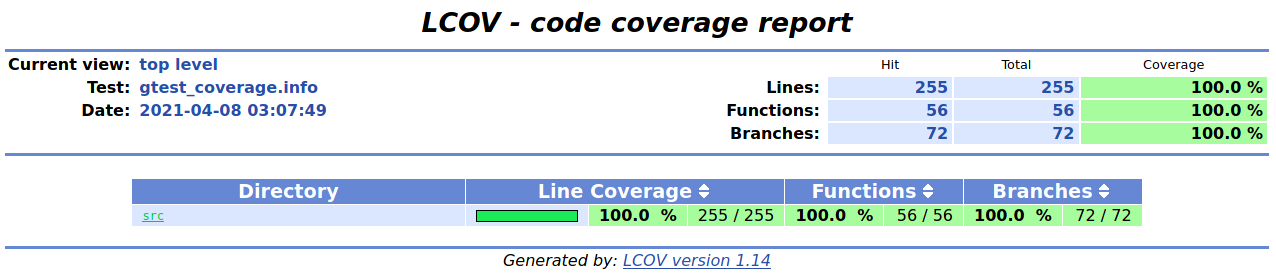 LCOV - code coverage report
Current view: top level
Test: gtest_coverage.info
Date: 2021-04-08 03:07:49
Hit Total Coverage
Lines: 255 255 100.0 %
Functions: 56 56 100.0 %
Branches: 72 72 100.0 %
Directory Line Coverage Functions Branches
src 100.0 % 255 / 255 100.0 % 56 / 56 100.0 % 72 / 72
Generated by: LCOV version 1.14